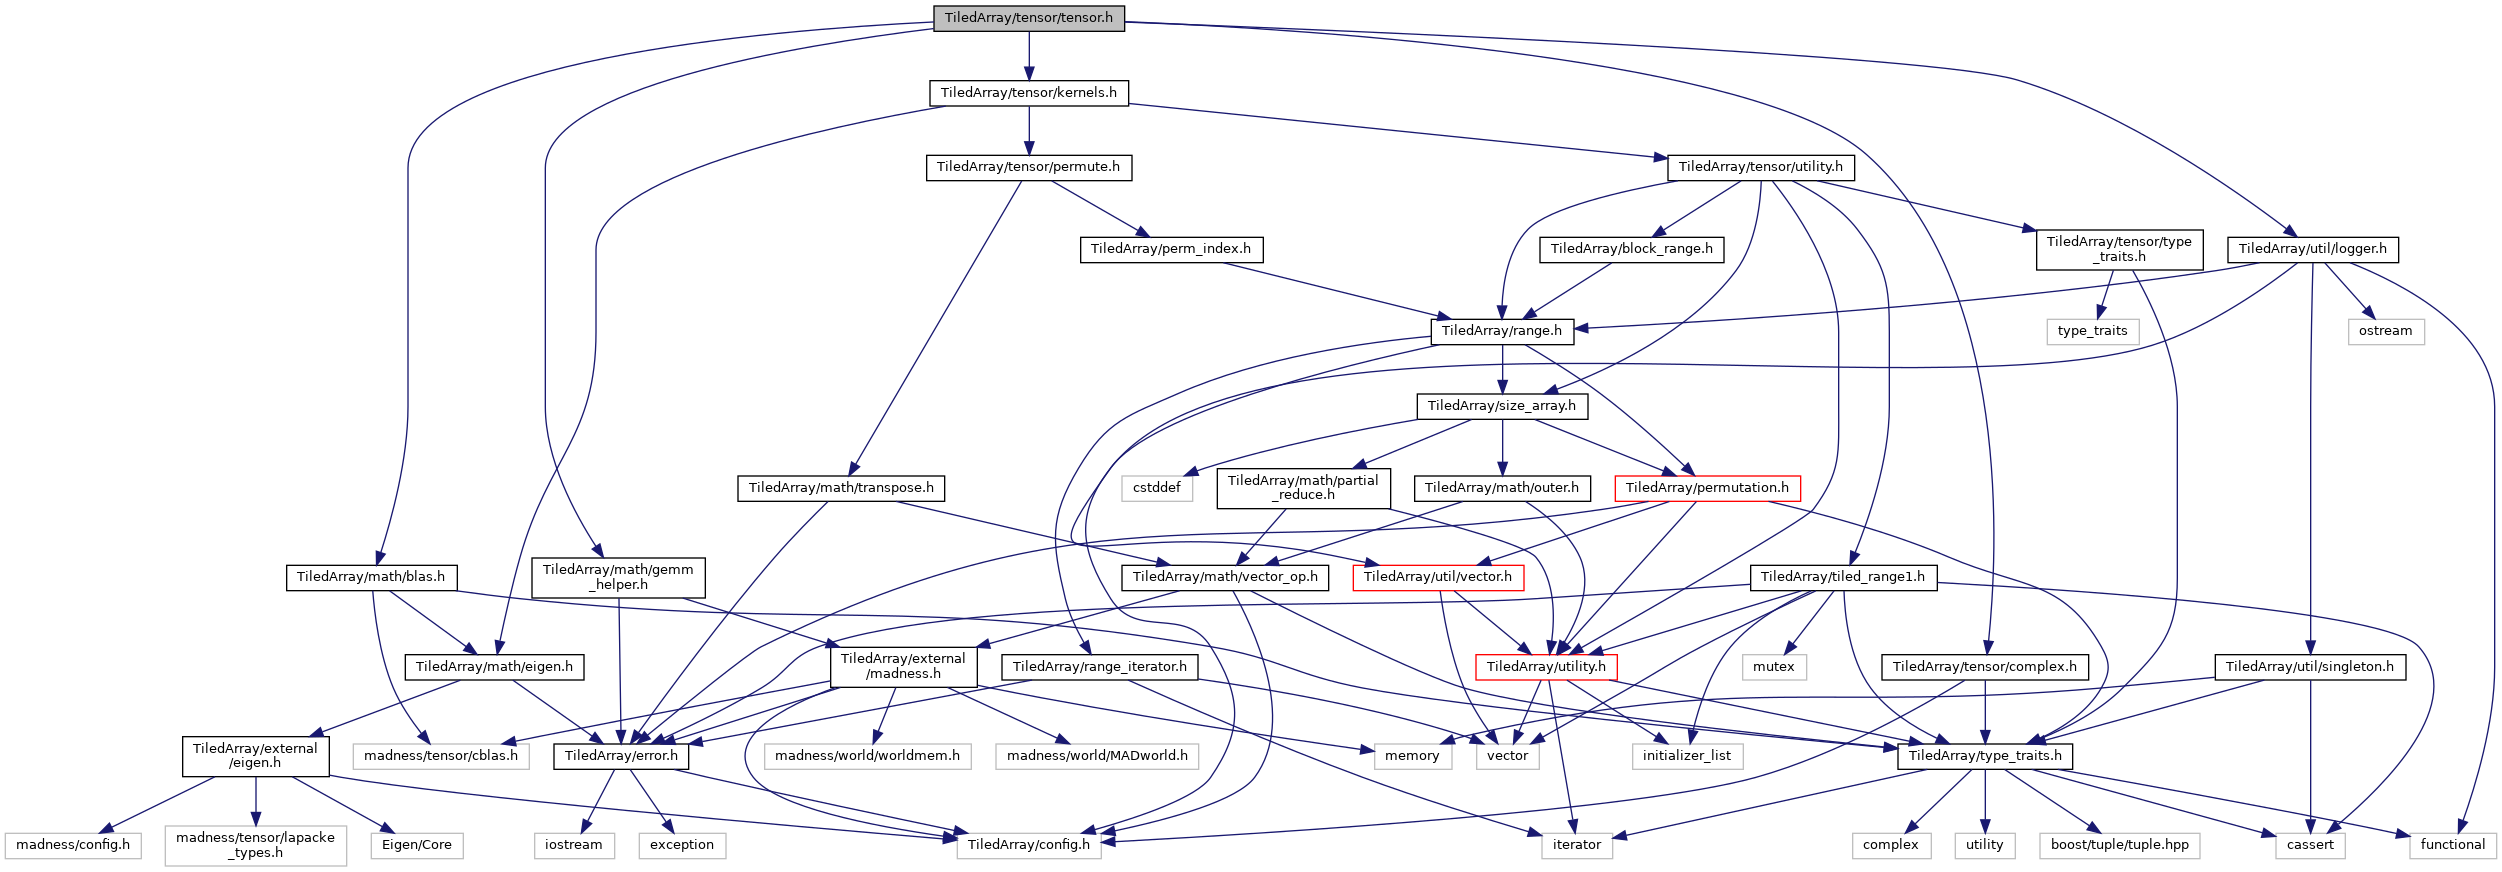 TiledArray/tensor/tensor.h
TiledArray/tensor/kernels.h
TiledArray/tensor/permute.h
TiledArray/tensor/utility.h
TiledArray/perm_index.h
TiledArray/block_range.h
TiledArray/tensor/type
_traits.h
TiledArray/util/logger.h
TiledArray/range.h
type_traits
ostream
TiledArray/size_array.h
cstddef
TiledArray/math/transpose.h
TiledArray/math/partial
_reduce.h
TiledArray/math/outer.h
TiledArray/permutation.h
TiledArray/math/blas.h
TiledArray/math/gemm
_helper.h
TiledArray/math/vector_op.h
TiledArray/util/vector.h
TiledArray/tiled_range1.h
TiledArray/math/eigen.h
TiledArray/external
/madness.h
TiledArray/range_iterator.h
TiledArray/utility.h
mutex
TiledArray/tensor/complex.h
TiledArray/util/singleton.h
TiledArray/external
/eigen.h
madness/tensor/cblas.h
TiledArray/error.h
madness/world/worldmem.h
madness/world/MADworld.h
memory
vector
initializer_list
TiledArray/type_traits.h
madness/config.h
madness/tensor/lapacke
_types.h
Eigen/Core
iostream
exception
TiledArray/config.h
iterator
complex
utility
boost/tuple/tuple.hpp
cassert
functional